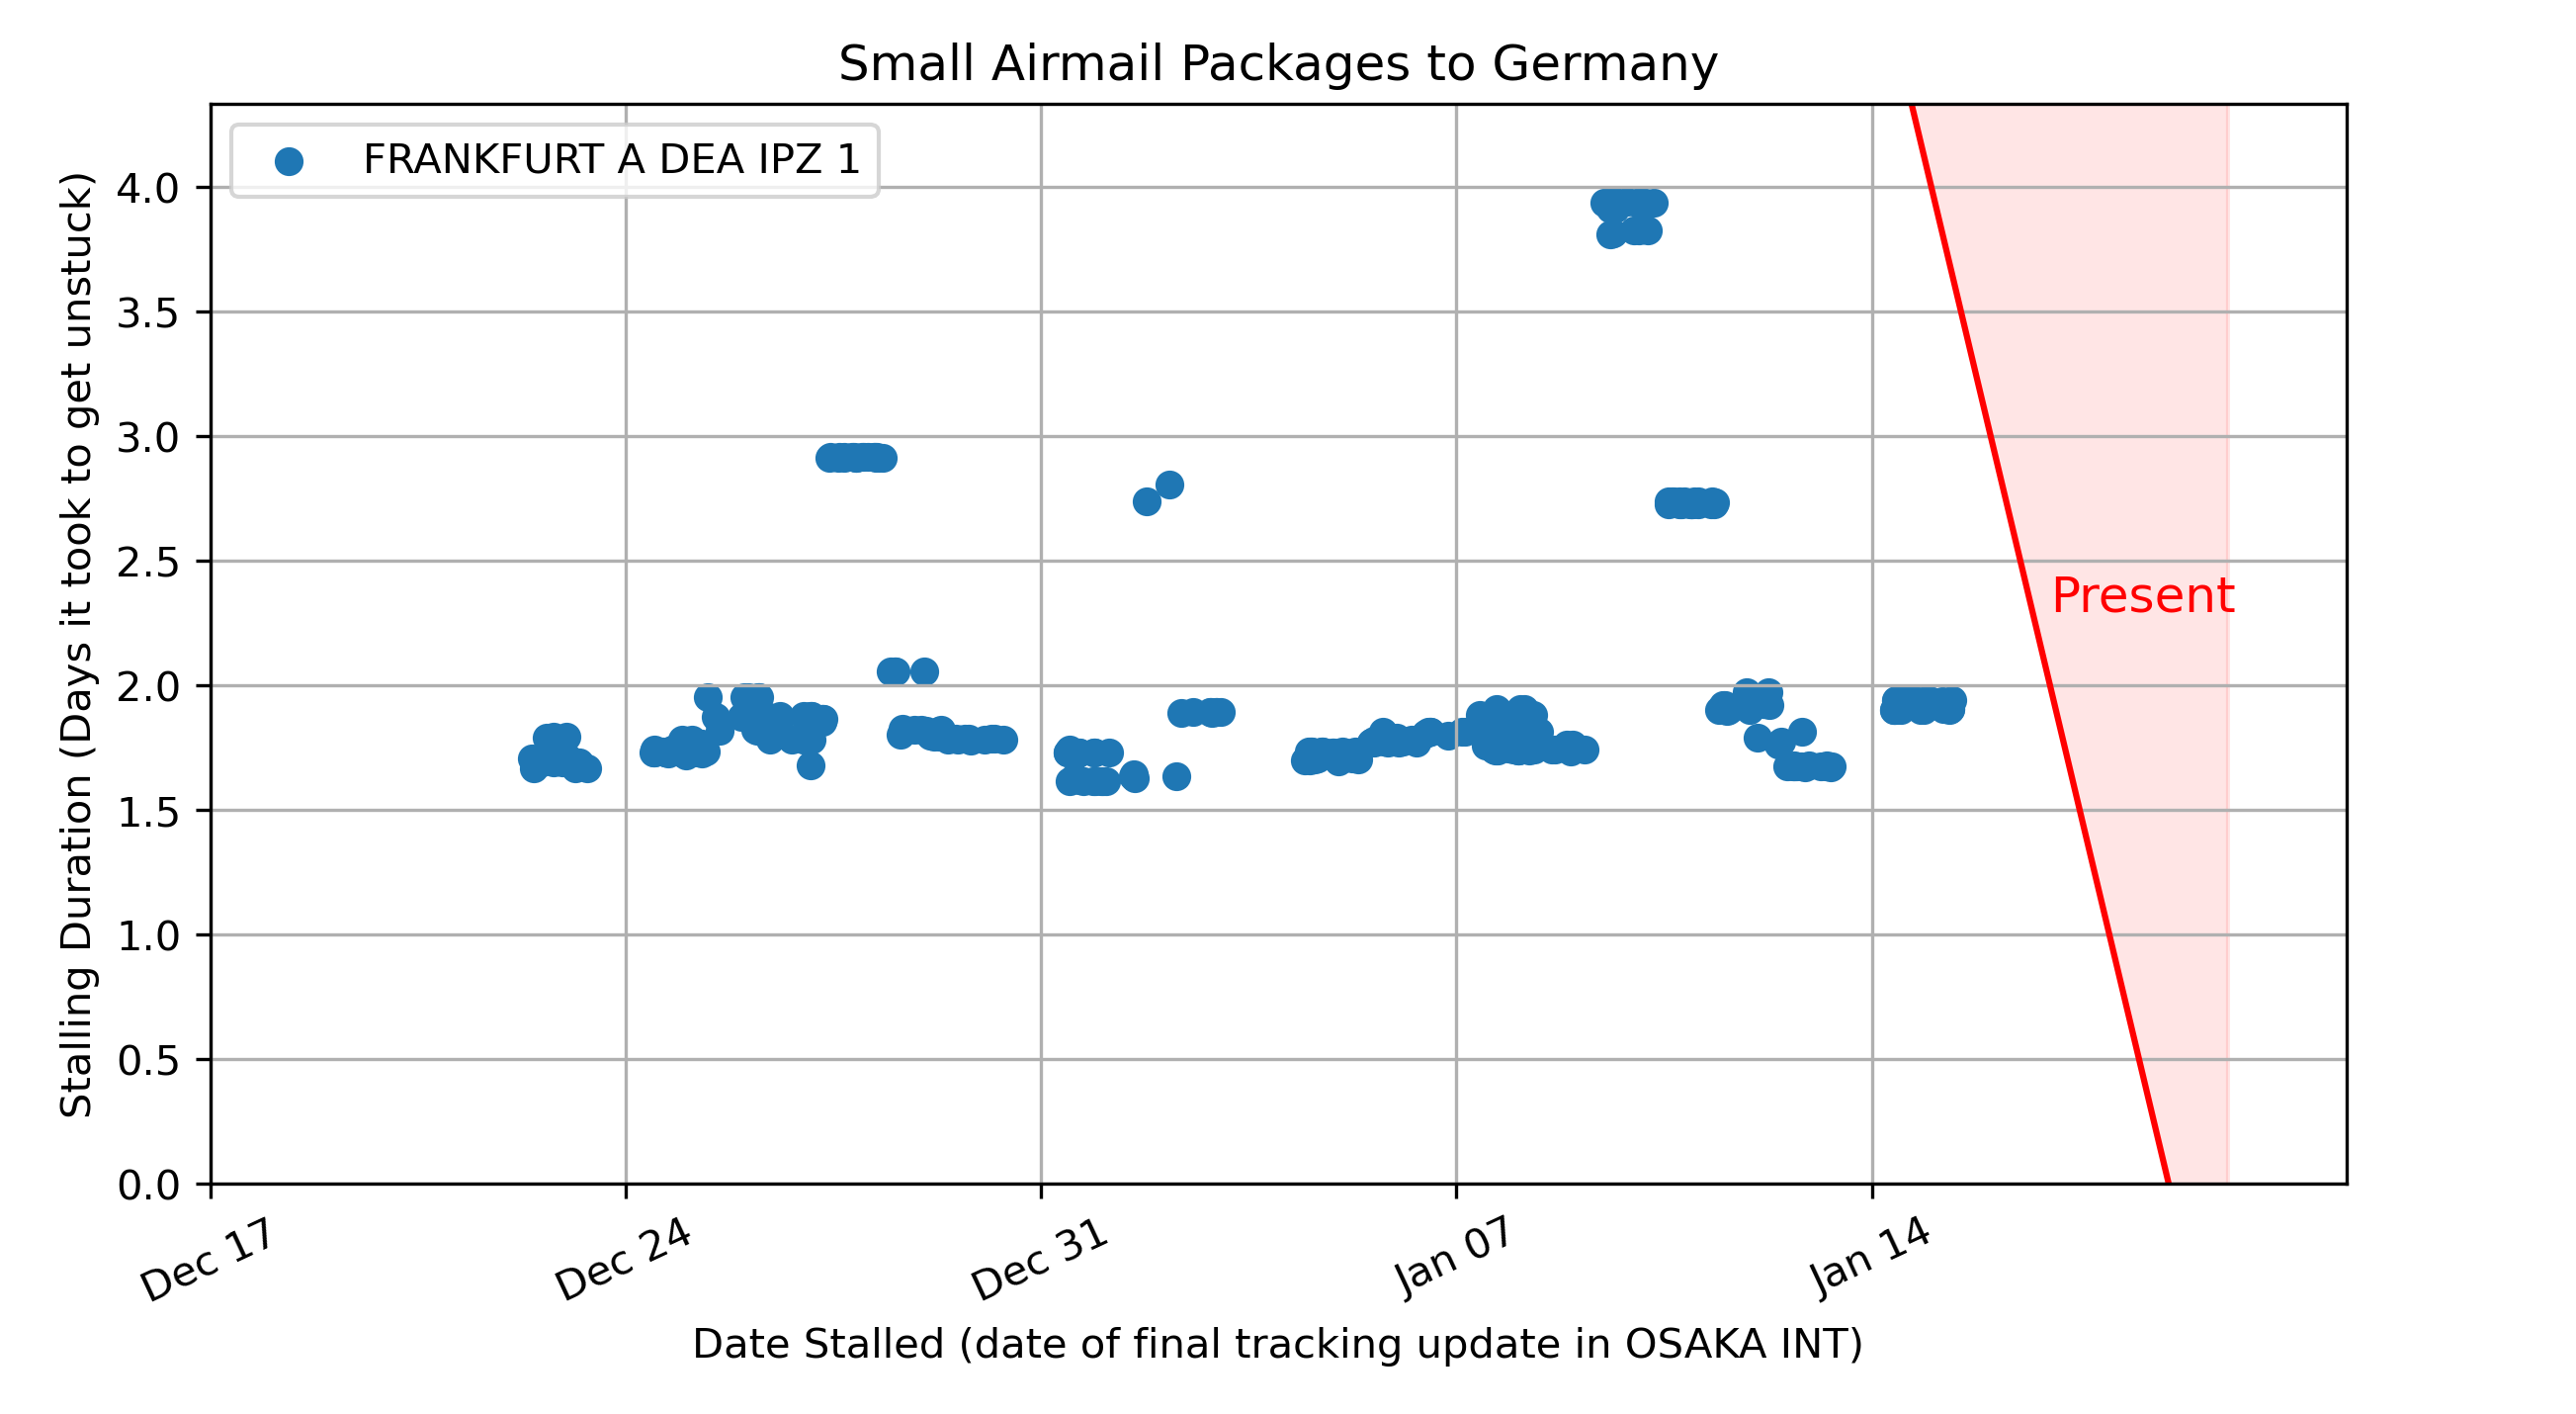 Small Airmail Packages to Germany
FRANKFURT A DEA IPZ 1
Stalling Duration (Days it took to get unstuck)
4.0
3.5
3.0
2.5
2.0
1.5
1.0
0.5
0.0
Present
Dec 17
Dec 24
Dec 31
Jan 07
Jan 14
Date Stalled (date of final tracking update in OSAKA INT)